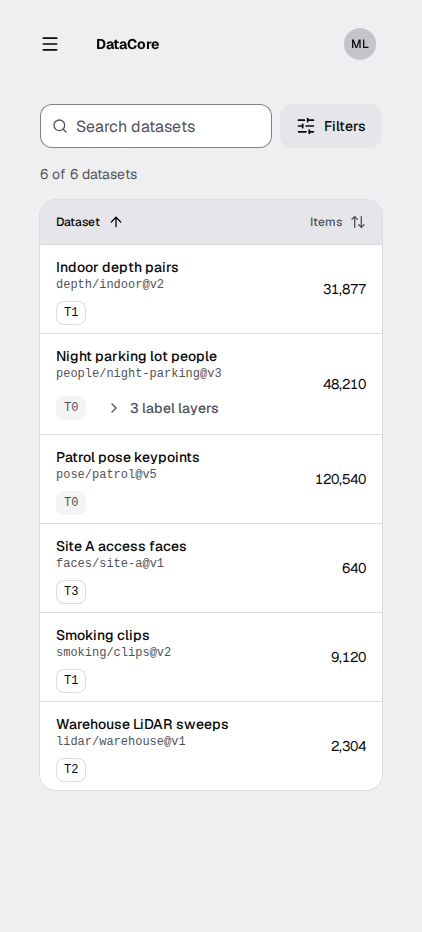 DataCore
ML
Search datasets
Filters
6 of 6 datasets
Dataset
Items
Indoor depth pairs
depth/indoor@v2
T1
31,877
Night parking lot people
people/night-parking@v3
T0
3 label layers
48,210
Patrol pose keypoints
pose/patrol@v5
T0
120,540
Site A access faces
faces/site-a@v1
T3
640
Smoking clips
smoking/clips@v2
T1
9,120
Warehouse LiDAR sweeps
lidar/warehouse@v1
T2
2,304